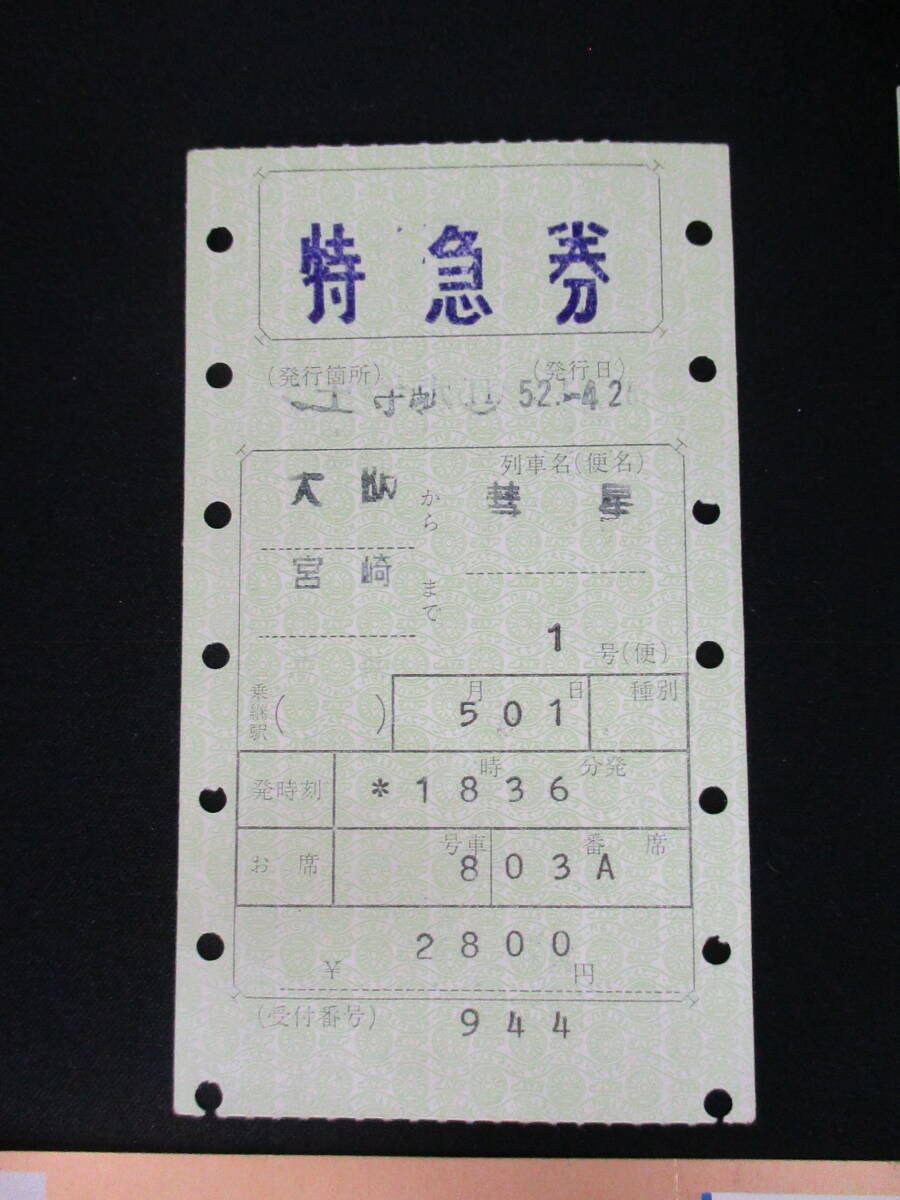 特急券
(発行箇所) (発行日)
52.-4.2
列車名(便名)
大阪 から 彗星
宮崎 まで
1 号(便)
乗継駅( ) 月 日 種別
501
発時刻 時 分発
*1836
お席 号車 番 席
8 03A
2800
¥ 円
(受付番号) 944